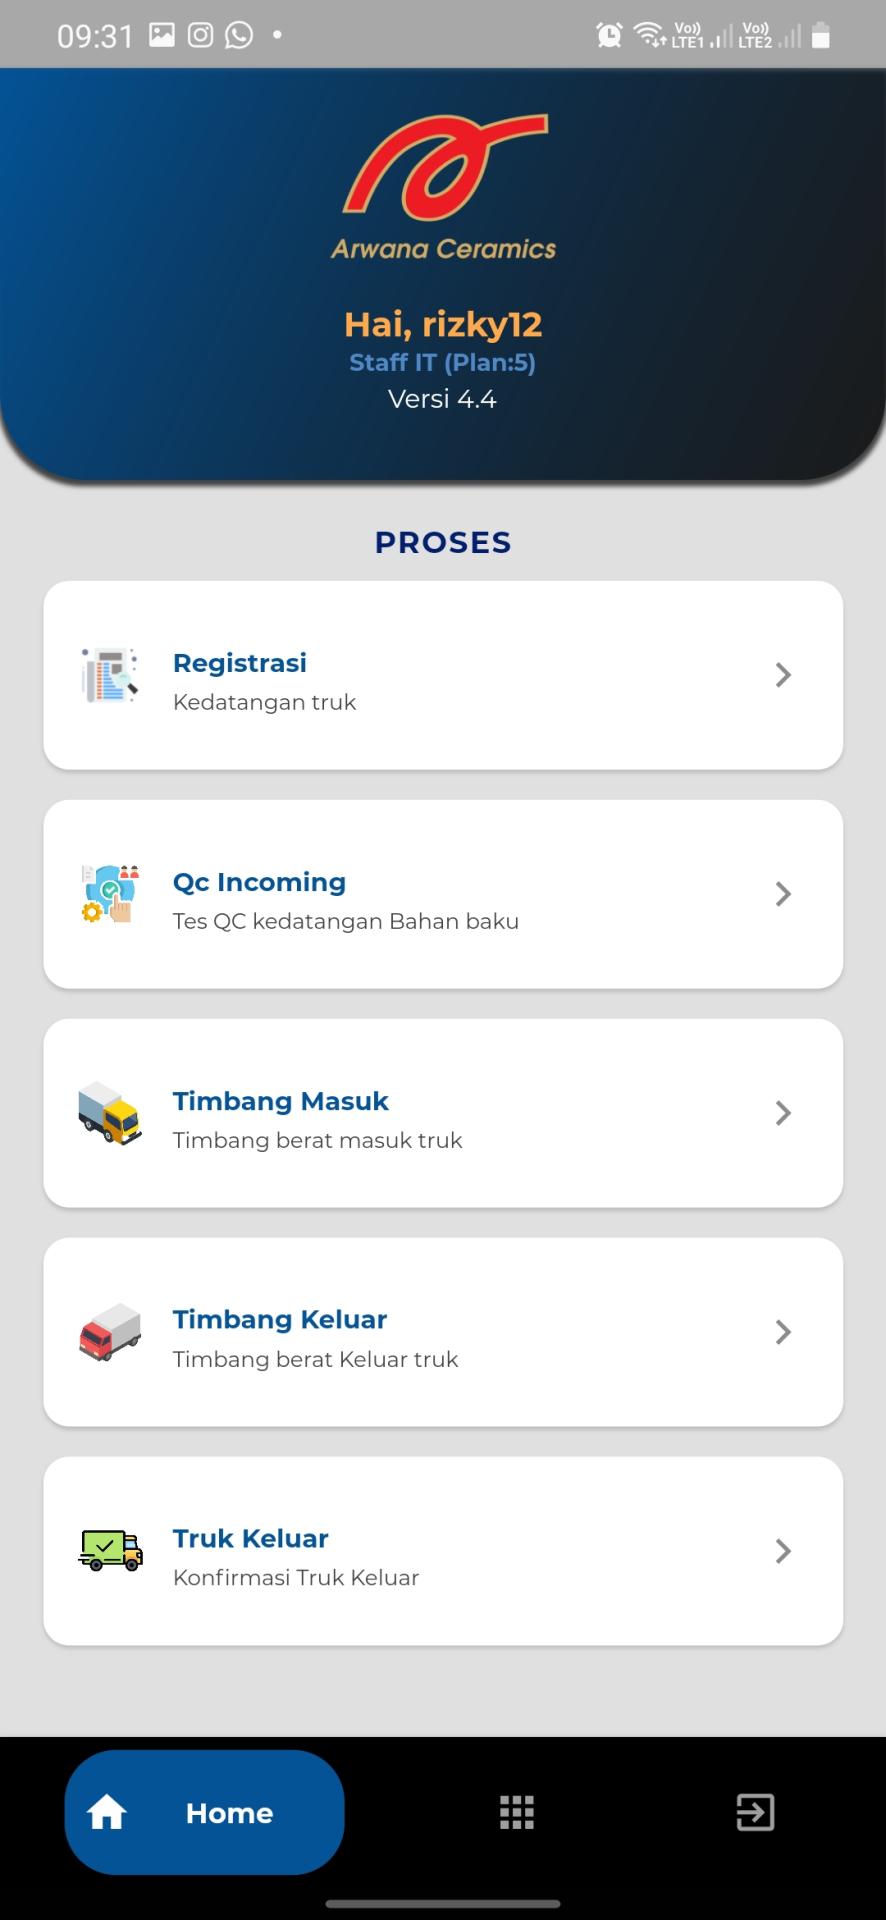 09:31
Vo)) LTE1
Vo)) LTE2
Arwana Ceramics
Hai, rizky12
Staff IT (Plan:5)
Versi 4.4
PROSES
Registrasi
Kedatangan truk
Qc Incoming
Tes QC kedatangan Bahan baku
Timbang Masuk
Timbang berat masuk truk
Timbang Keluar
Timbang berat Keluar truk
Truk Keluar
Konfirmasi Truk Keluar
Home